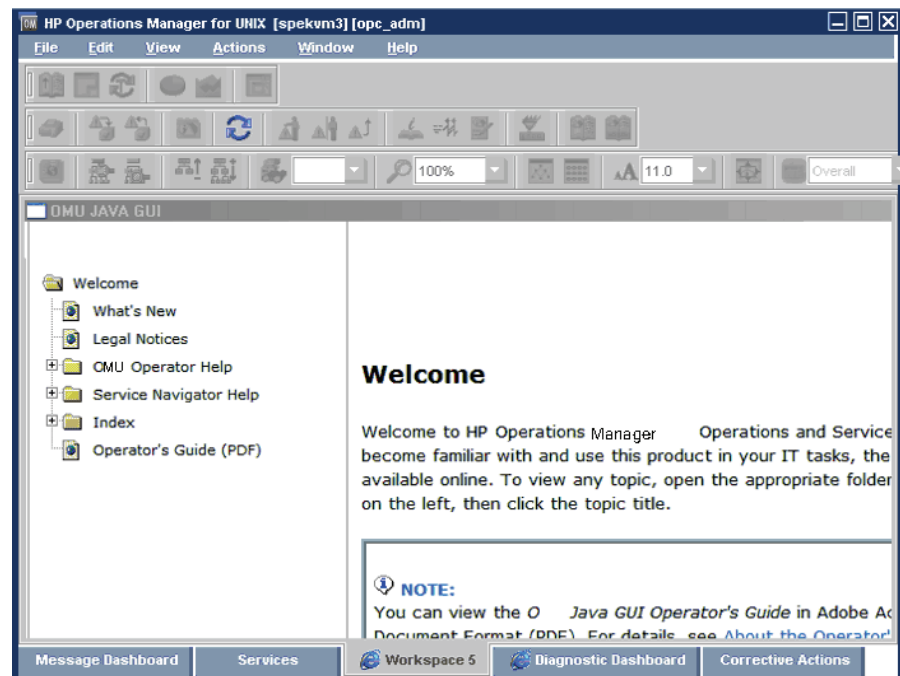 HP Operations Manager for UNIX [spekvm3] [opc_adm]
File Edit View Actions Window Help
100% 11.0 Overall
OMU JAVA GUI
Welcome
What's New
Legal Notices
OMU Operator Help
Service Navigator Help
Index
Operator's Guide (PDF)
Welcome
Welcome to HP Operations Manager Operations and Service
become familiar with and use this product in your IT tasks, the
available online. To view any topic, open the appropriate folder
on the left, then click the topic title.
NOTE:
You can view the O Java GUI Operator's Guide in Adobe Ac
Document Format (PDF). For details, see About the Operator'
Message Dashboard Services Workspace 5 Diagnostic Dashboard Corrective Actions